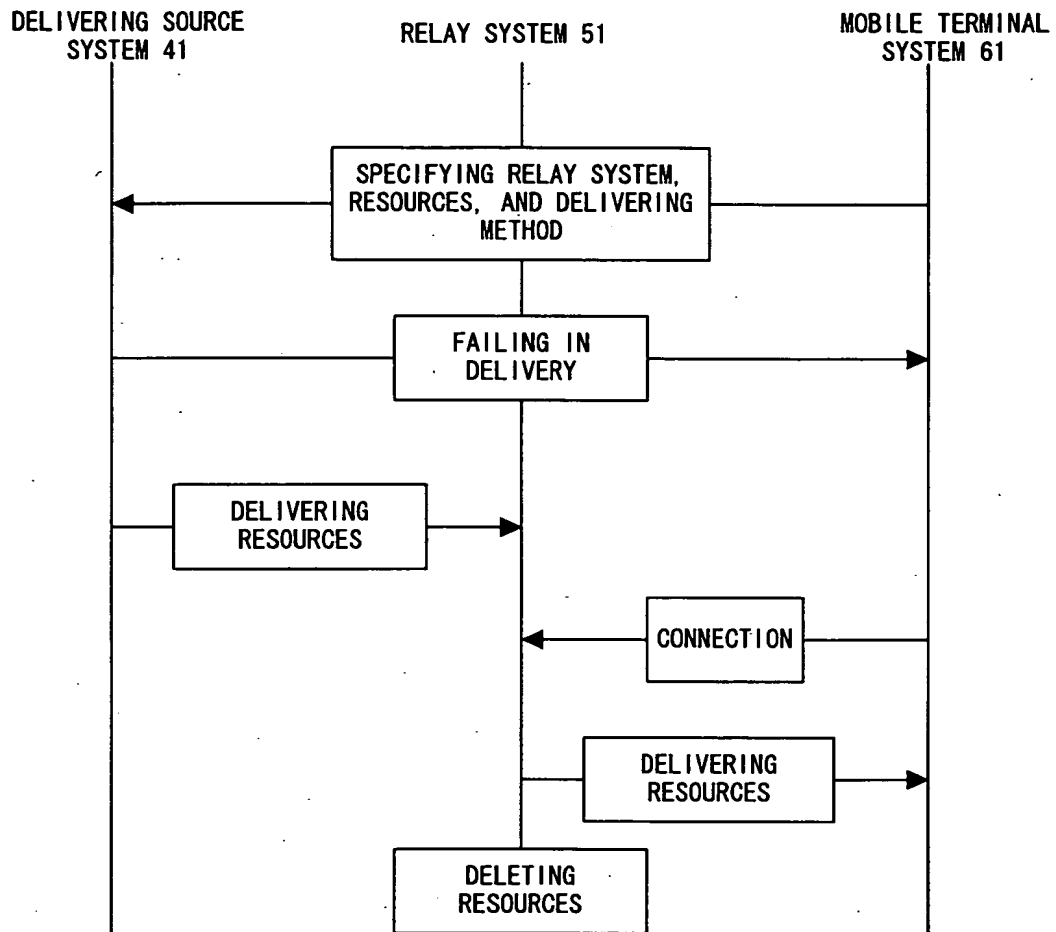 DELIVERING SOURCE
SYSTEM 41
RELAY SYSTEM 51
MOBILE TERMINAL
SYSTEM 61
SPECIFYING RELAY SYSTEM,
RESOURCES, AND DELIVERING
METHOD
FAILING IN
DELIVERY
DELIVERING
RESOURCES
CONNECTION
DELIVERING
RESOURCES
DELETING
RESOURCES